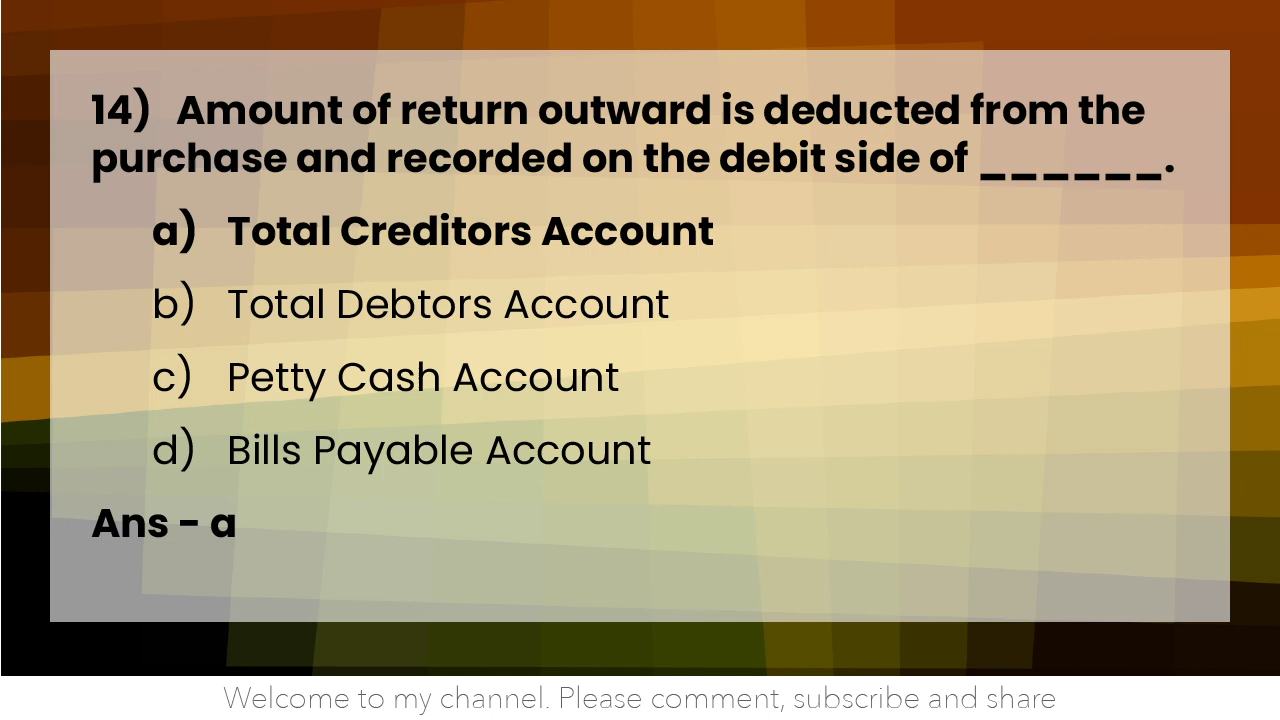 14) Amount of return outward is deducted from the
purchase and recorded on the debit side of ______.
a) Total Creditors Account
b) Total Debtors Account
c) Petty Cash Account
d) Bills Payable Account
Ans - a
Welcome to my channel. Please comment, subscribe and share